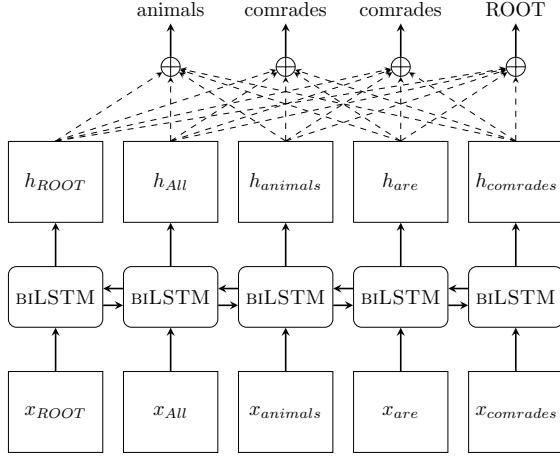 animals comrades comrades ROOT
h_ROOT h_All h_animals h_are h_comrades
BILSTM BILSTM BILSTM BILSTM BILSTM
x_ROOT x_All x_animals x_are x_comrades